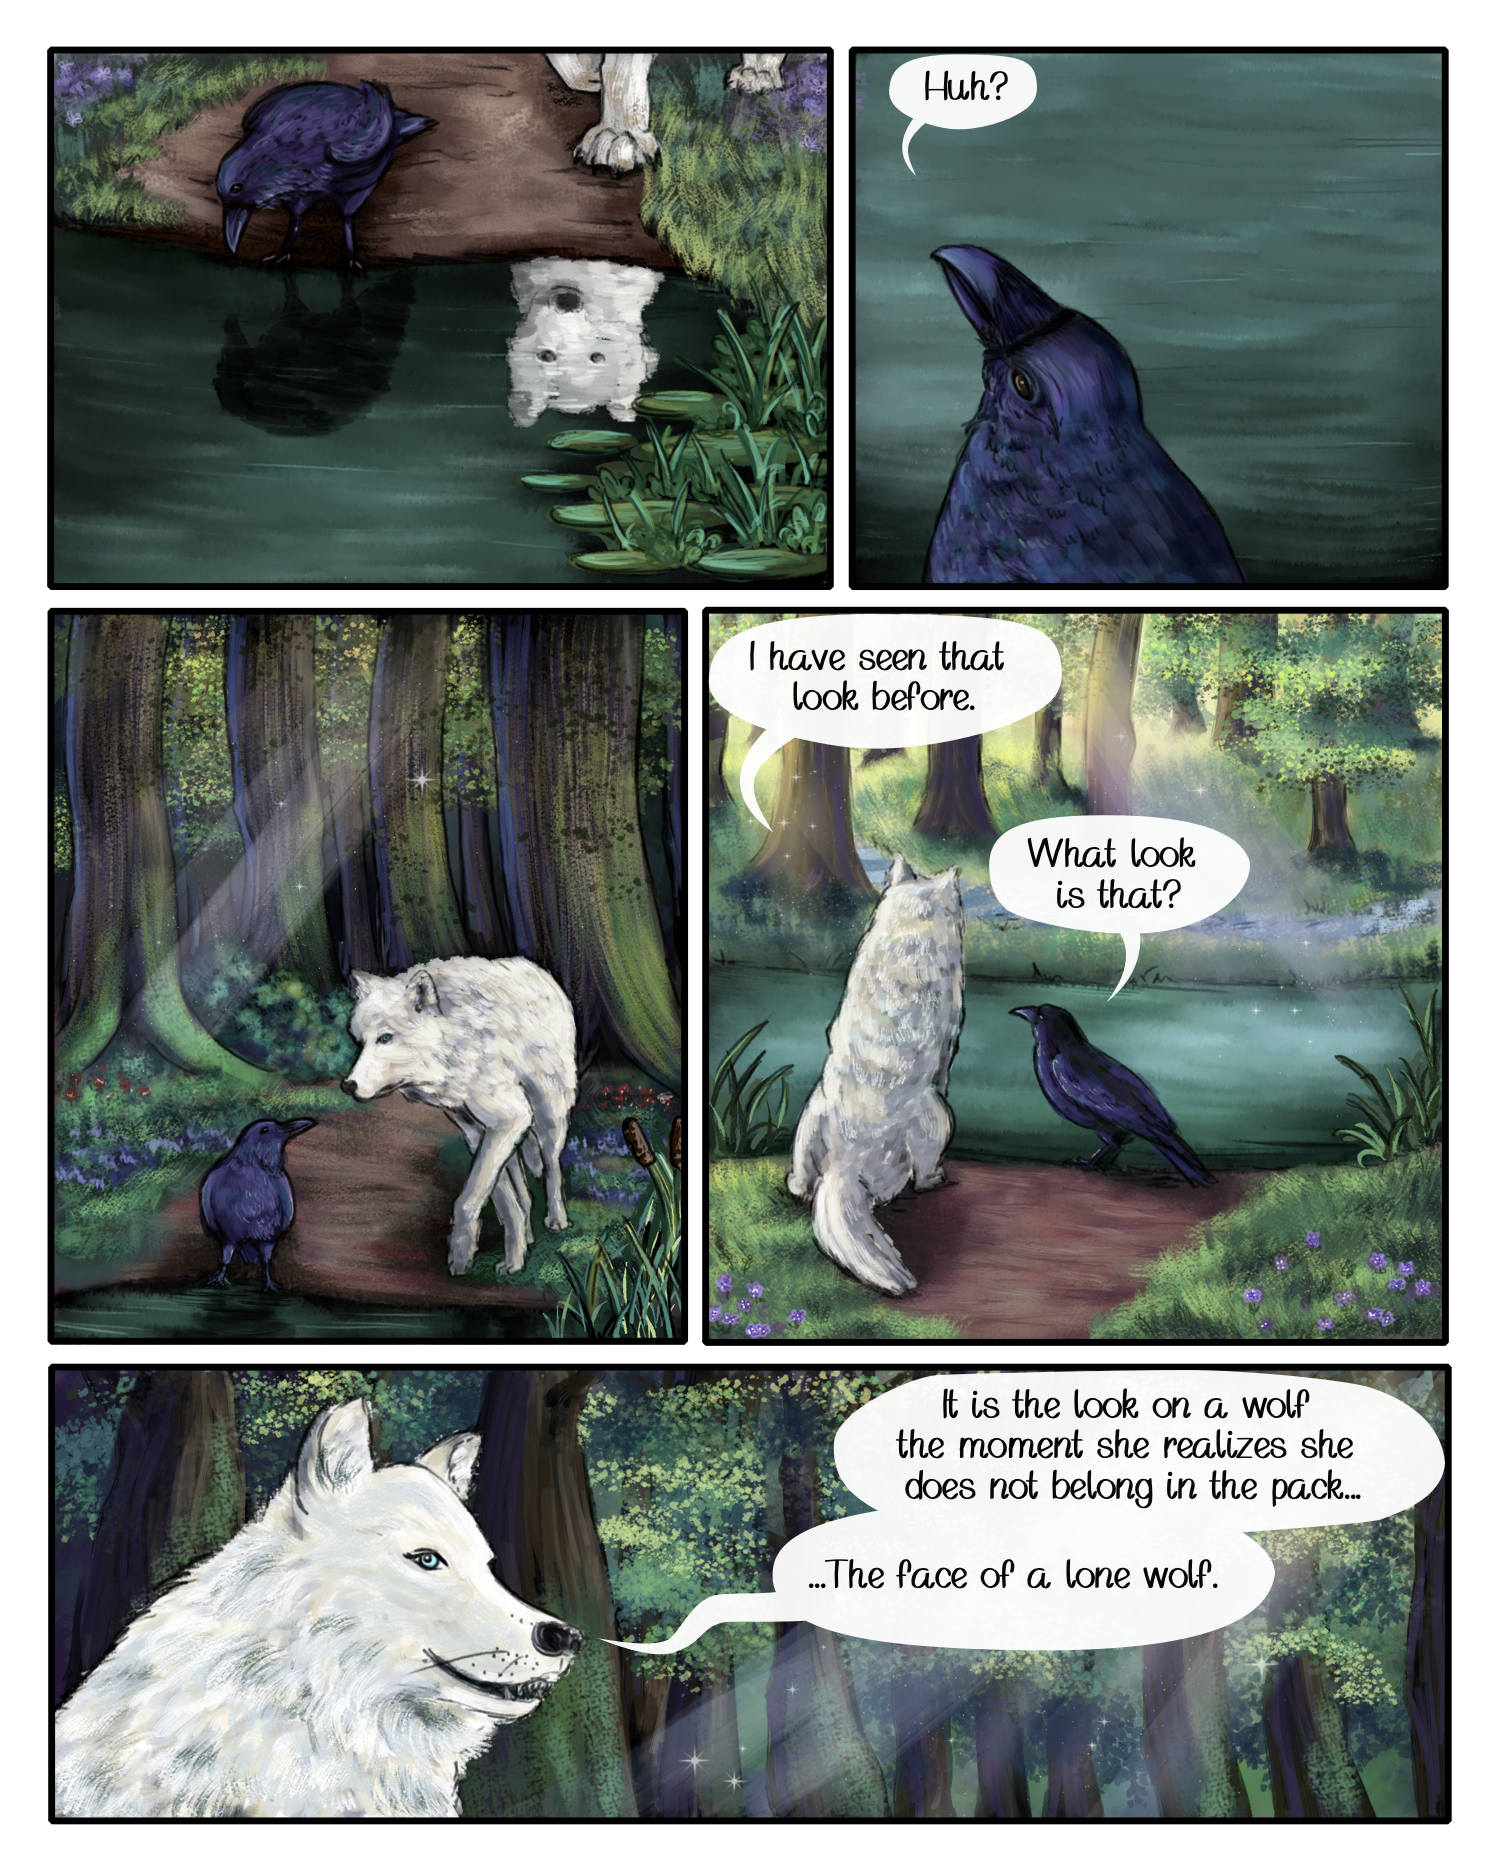 Huh?
I have seen that
look before.
What look
is that?
It is the look on a wolf
the moment she realizes she
does not belong in the pack...
...The face of a lone wolf.